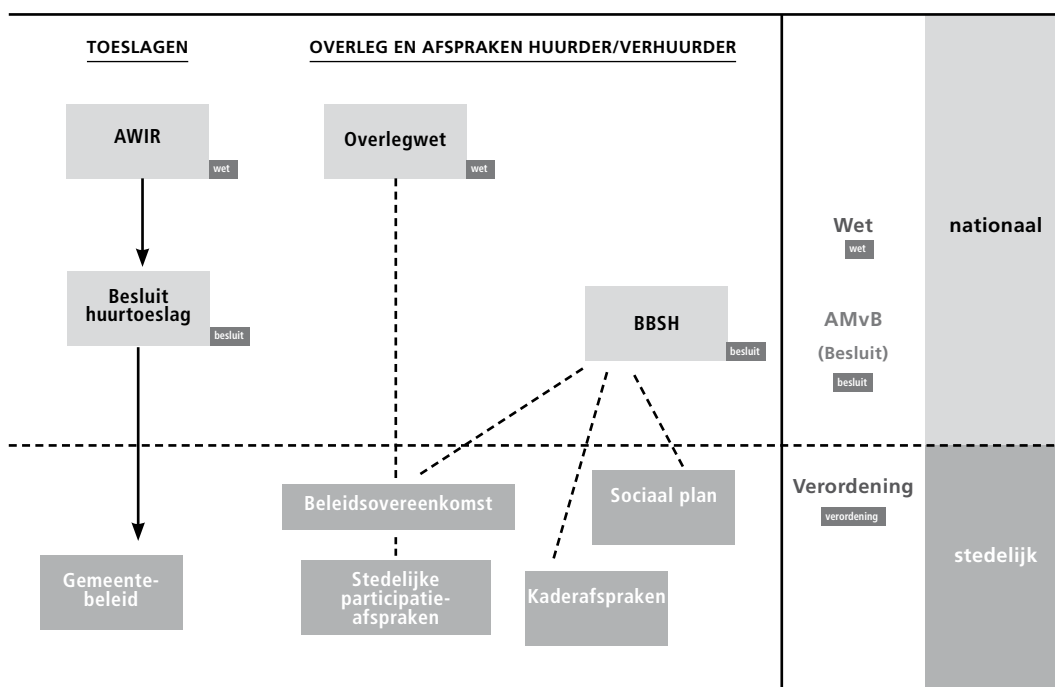 TOESLAGEN
OVERLEG EN AFSPRAKEN HUURDER/VERHUURDER
AWIR
wet
Overlegwet
wet
Wet
wet
nationaal
Besluit
huurtoeslag
besluit
BBSH
besluit
AMvB
(Besluit)
besluit
Beleidsovereenkomst
Sociaal plan
Verordening
verordening
Gemeente-
beleid
Stedelijke
participatie-
afspraken
Kaderafspraken
stedelijk